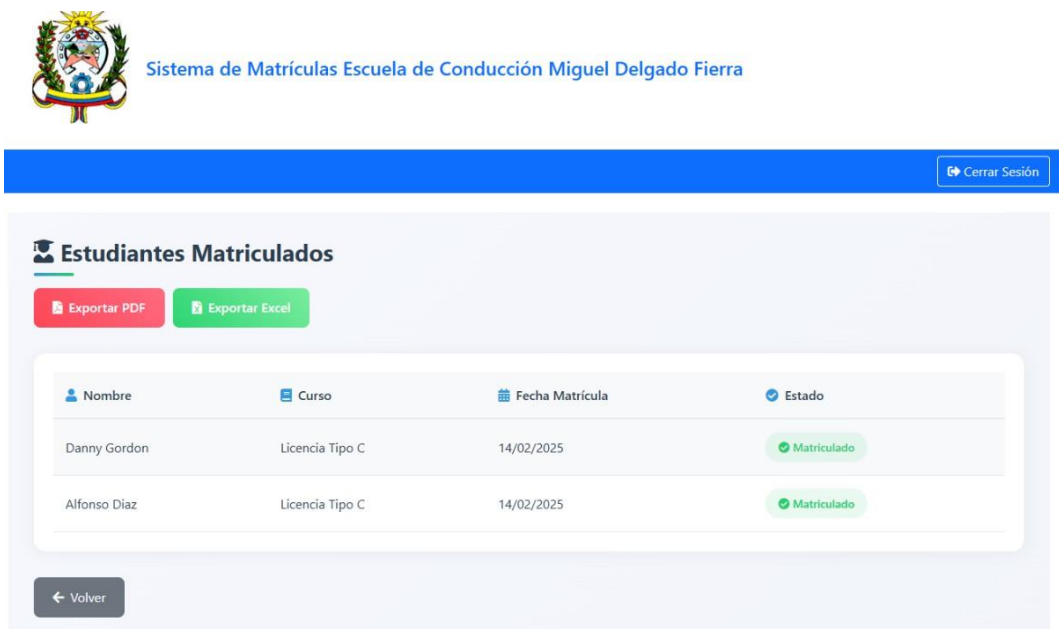 Sistema de Matrículas Escuela de Conducción Miguel Delgado Fierra
Cerrar Sesión
Estudiantes Matriculados
Exportar PDF Exportar Excel
Nombre Curso Fecha Matrícula Estado
Danny Gordon Licencia Tipo C 14/02/2025 Matriculado
Alfonso Diaz Licencia Tipo C 14/02/2025 Matriculado
Volver